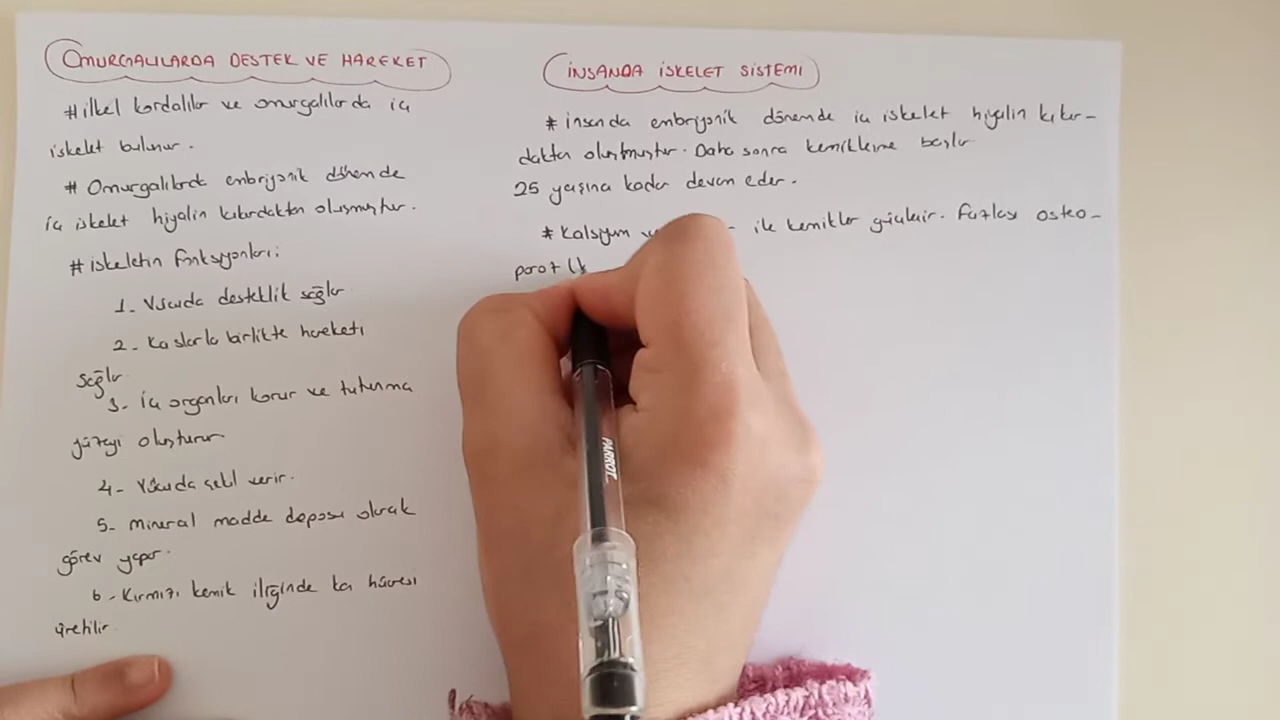 OMURGALILARDA DESTEK VE HAREKET
# ilkel kordalılar ve omurgalılarda iç
iskelet bulunur.
# Omurgalılarda embriyonik dönemde
iç iskelet hiyalin kıkırdaktan oluşmuştur.
# iskeletin fonksiyonları;
1- Vücuda desteklik sağlar
2- Kaslarla birlikte hareketi
sağlar
3- iç organları korur ve tutunma
yüzeyi oluşturur
4- Vücuda şekil verir.
5- Mineral madde deposu olarak
görev yapar.
6- Kırmızı kemik iliğinde kan hücresi
üretilir
İNSANDA İSKELET SİSTEMİ
* insanda embriyonik dönemde iç iskelet hiyalin kıkır-
daktan oluşmuştur. Daha sonra kemikleşme başlar
25 yaşına kadar devam eder.
* Kalsiyum ile kemikler güçlenir. Fazlası osteo-
poroz
PARROT